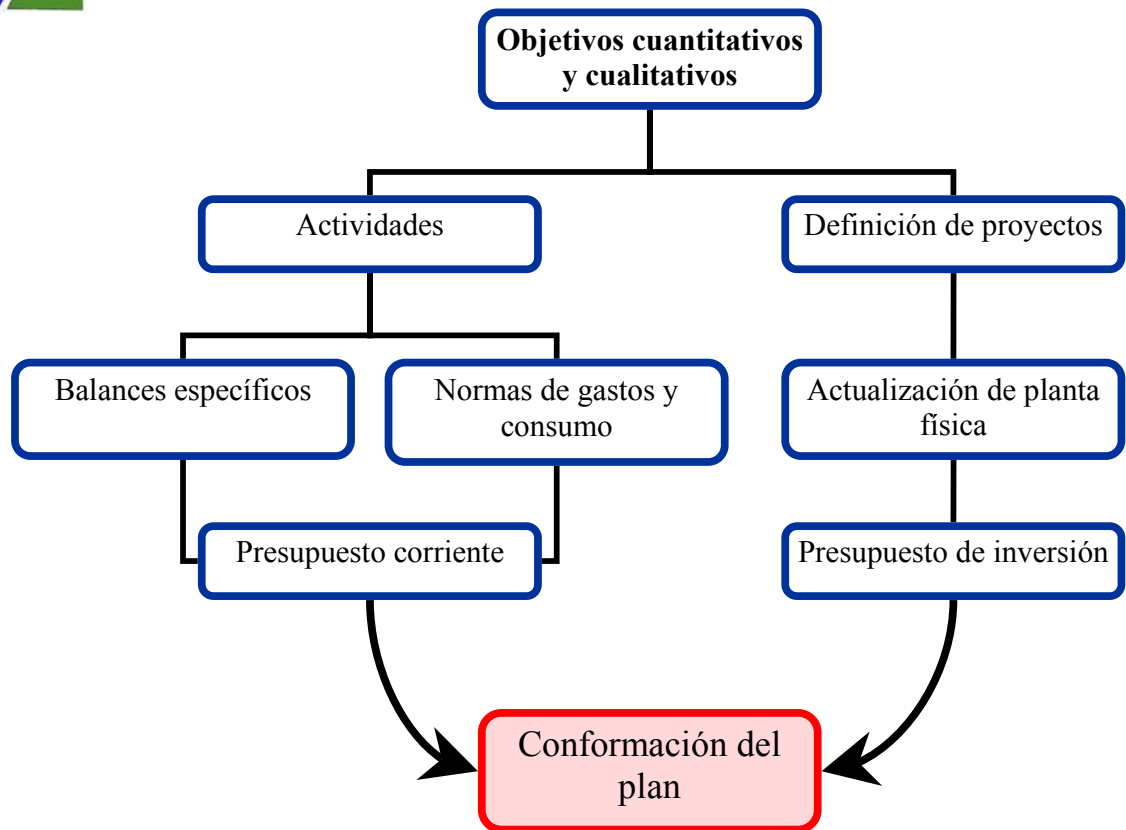 Objetivos cuantitativos
y cualitativos
Actividades
Definición de proyectos
Balances específicos
Normas de gastos y
consumo
Actualización de planta
física
Presupuesto corriente
Presupuesto de inversión
Conformación del
plan